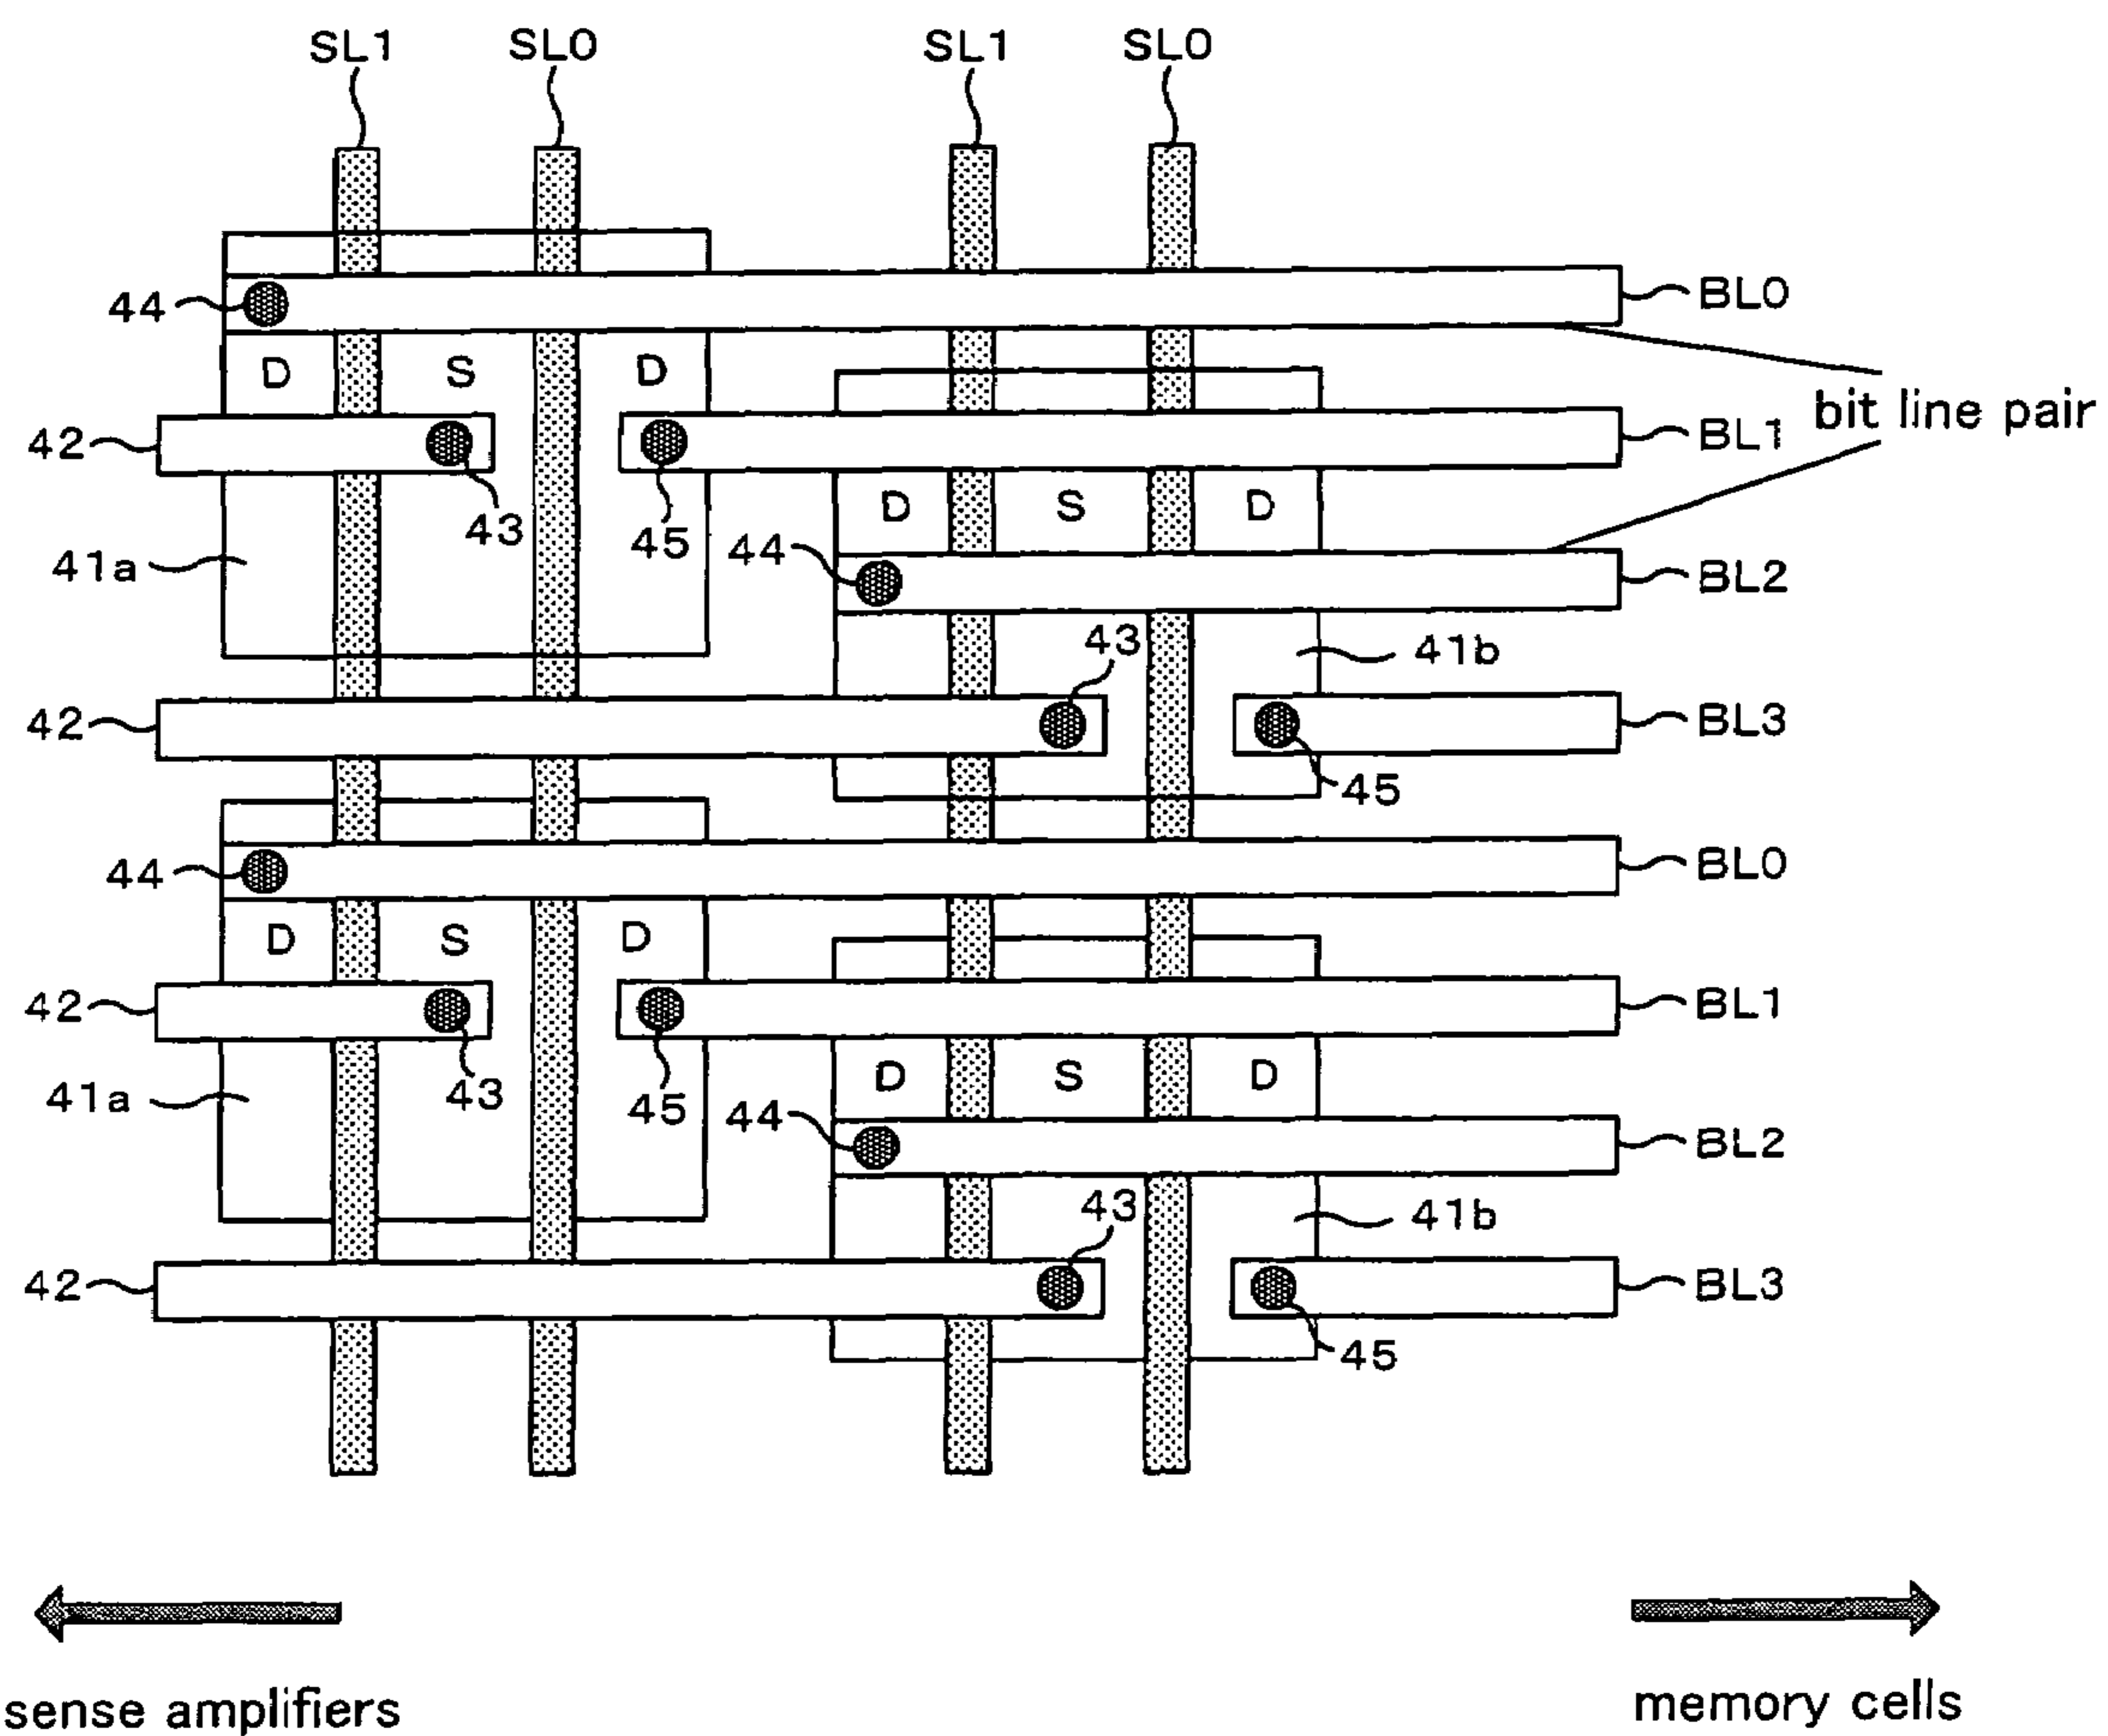 SL1 SL0 SL1 SL0
44 BL0
D S D
bit line pair
42 BL1
43 45 D S D
41a 44 BL2
43 41b
42 BL3
45
44 BL0
D S D
42 BL1
43 45 D S D
41a 44 BL2
43 41b
42 BL3
45
sense amplifiers memory cells